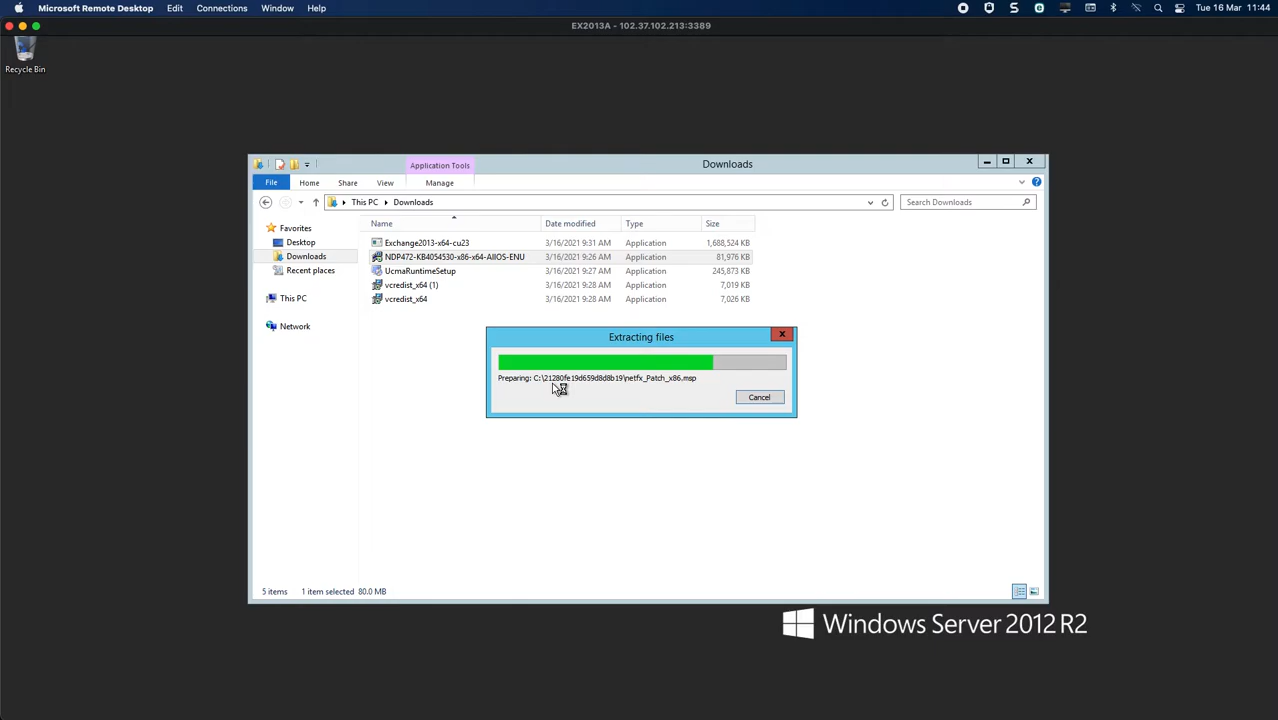 Microsoft Remote Desktop Edit Connections Window Help Tue 16 Mar 11:44
EX2013A - 102.37.102.213:3389
Recycle Bin
Application Tools Downloads
File Home Share View Manage
This PC Downloads Search Downloads
Name Date modified Type Size
Favorites
Desktop
Downloads
Recent places
This PC
Network
Exchange2013-x64-cu23 3/16/2021 9:31 AM Application 1,688,524 KB
NDP472-KB4054530-x86-x64-AllOS-ENU 3/16/2021 9:26 AM Application 81,976 KB
UcmaRuntimeSetup 3/16/2021 9:27 AM Application 245,873 KB
vcredist_x64 (1) 3/16/2021 9:28 AM Application 7,019 KB
vcredist_x64 3/16/2021 9:28 AM Application 7,026 KB
Extracting files
Preparing: C:\21280fe19d659d8d8b19\netfx_Patch_x86.msp
Cancel
5 items 1 item selected 80.0 MB
Windows Server 2012 R2